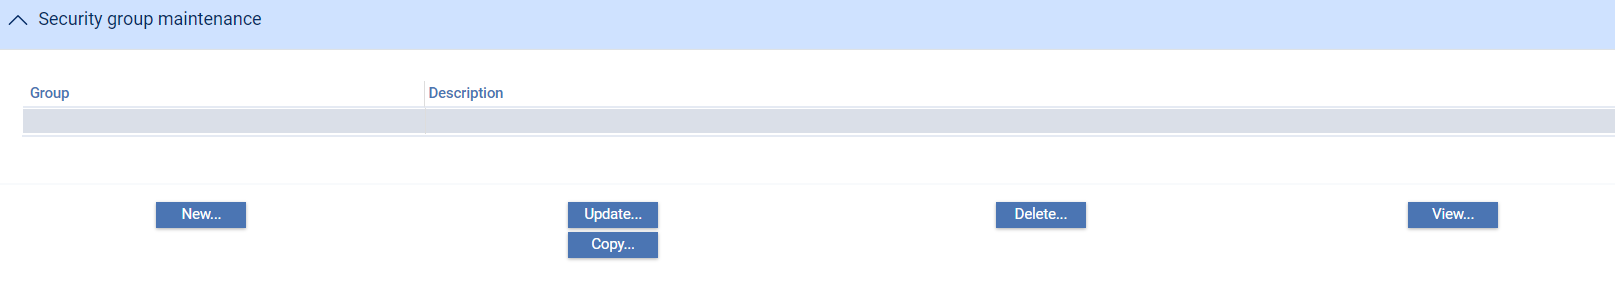 Security group maintenance
Group Description
New... Update... Delete... View...
Copy...